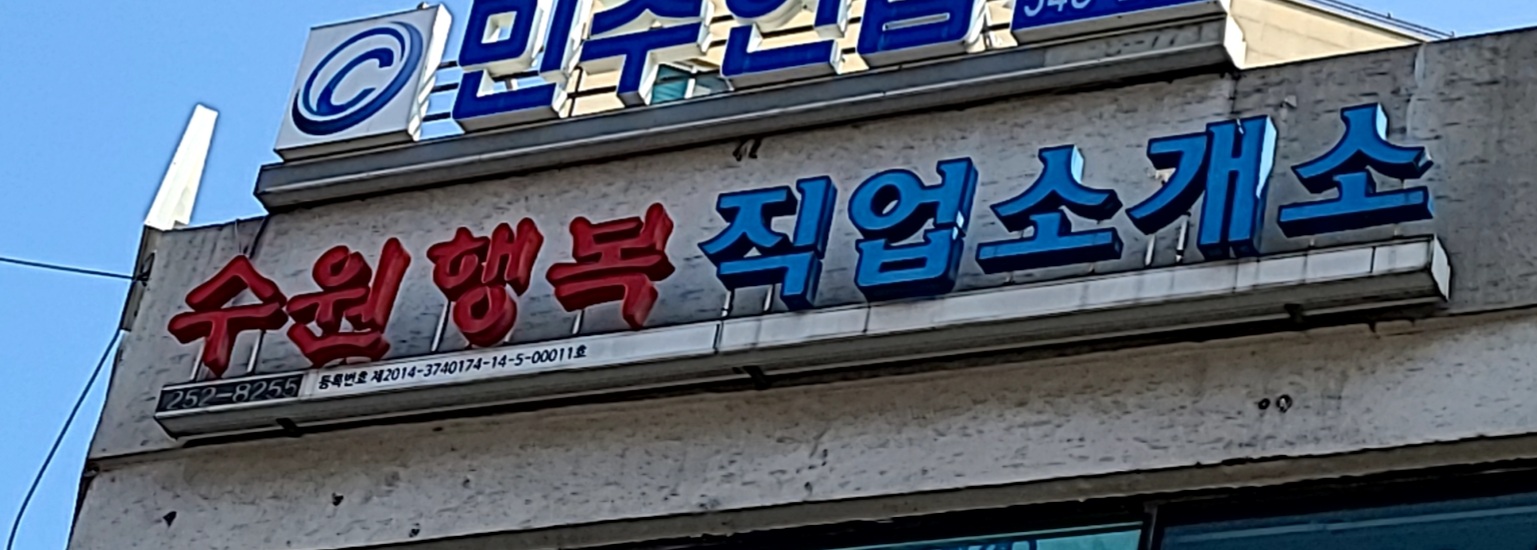 수원행복 직업소개소
252-8255 등록번호 제2014-3740174-14-5-00011호